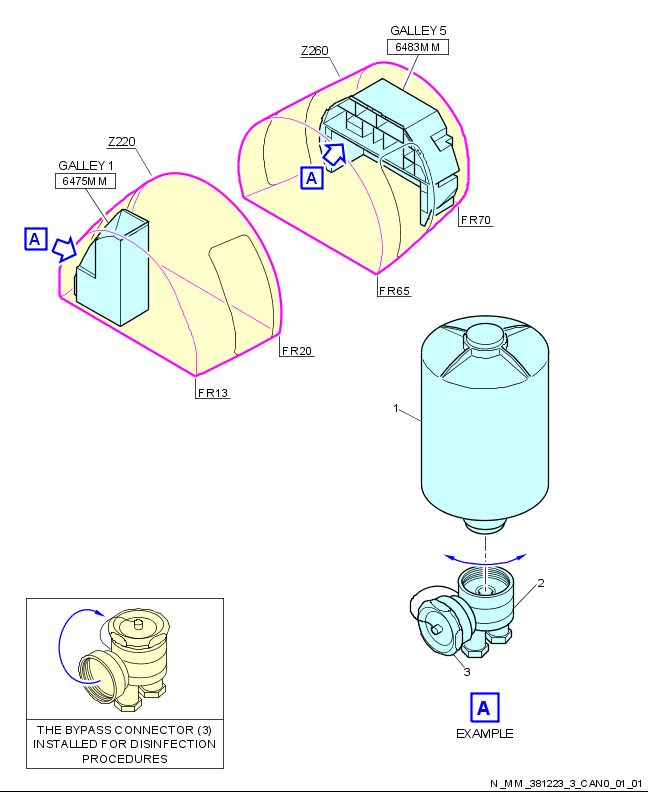 GALLEY 5
6483MM
Z260
Z220
GALLEY 1
6475MM
A
A
FR70
FR65
FR20
FR13
1
2
3
A
EXAMPLE
THE BYPASS CONNECTOR (3)
INSTALLED FOR DISINFECTION
PROCEDURES
N_MM_381223_3_CAN0_01_01